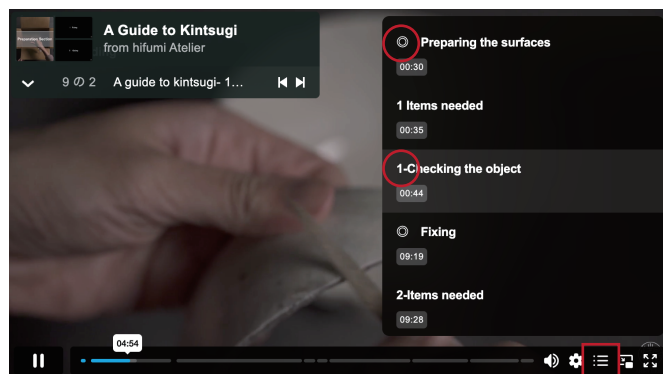 A Guide to Kintsugi
from hifumi Atelier
9 の 2 A guide to kintsugi- 1...
◎ Preparing the surfaces
00:30
1 Items needed
00:35
1-Checking the object
00:44
◎ Fixing
09:19
2-Items needed
09:28
04:54